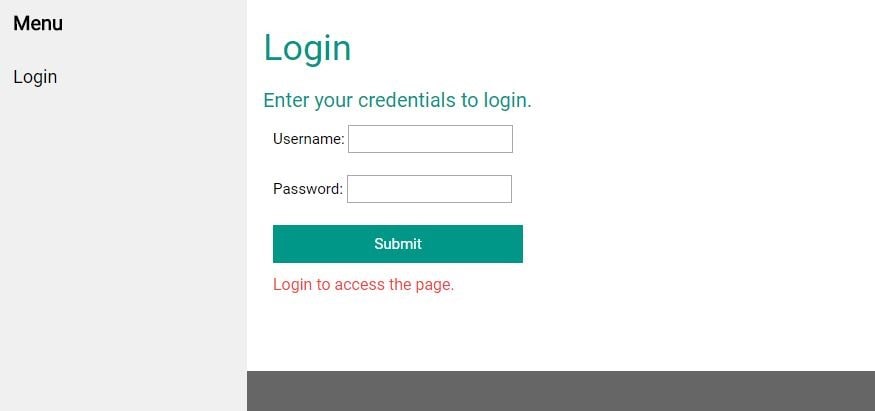 Menu
Login
Login
Enter your credentials to login.
Username:
Password:
Submit
Login to access the page.